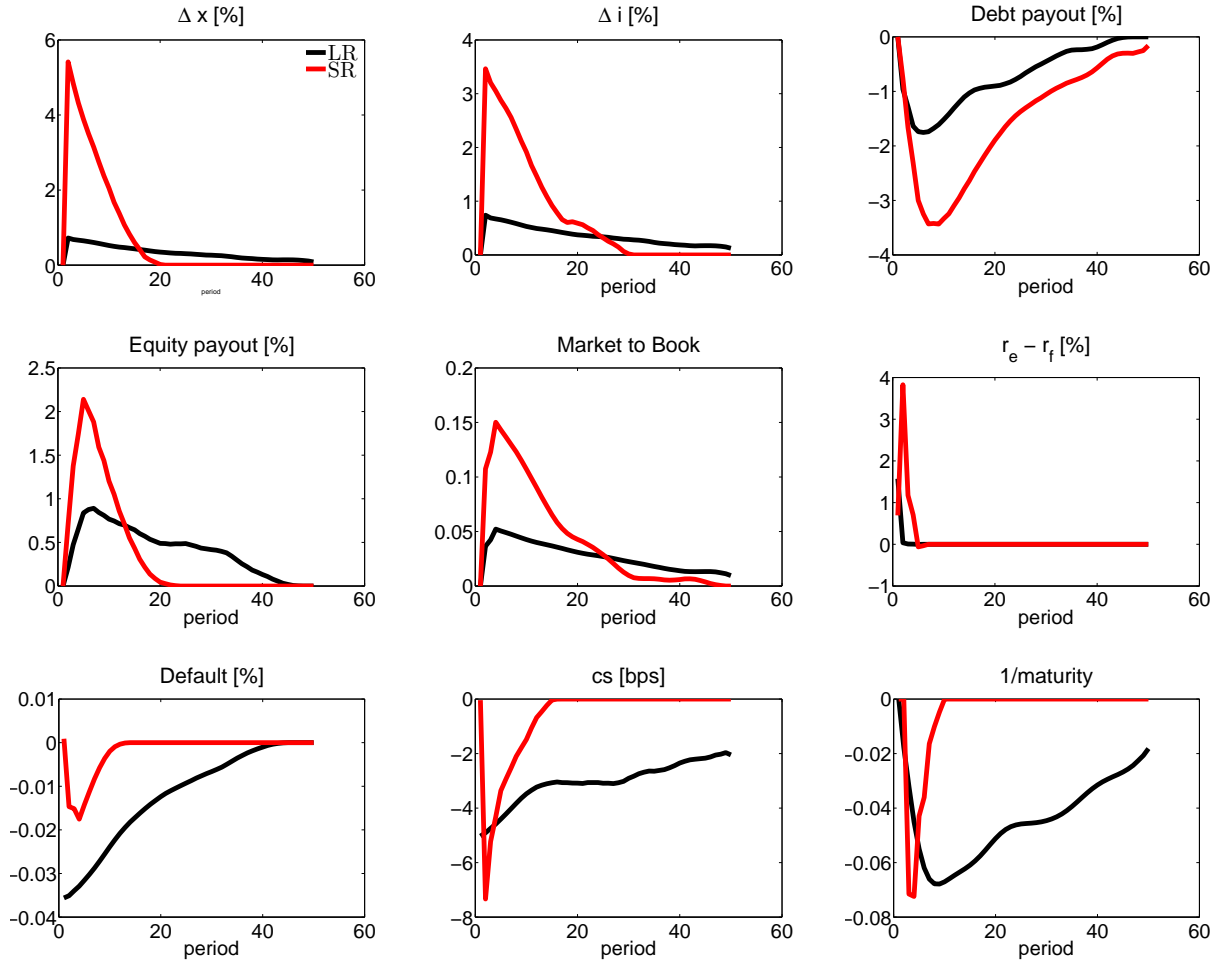 Δ x [%]
6
4
2
0
0 20 40 60
period
LR
SR
Δ i [%]
4
3
2
1
0
0 20 40 60
period
Debt payout [%]
0
−1
−2
−3
−4
0 20 40 60
period
Equity payout [%]
2.5
2
1.5
1
0.5
0
0 20 40 60
period
Market to Book
0.2
0.15
0.1
0.05
0
0 20 40 60
period
r_e − r_f [%]
4
3
2
1
0
−1
0 20 40 60
period
Default [%]
0.01
0
−0.01
−0.02
−0.03
−0.04
0 20 40 60
period
cs [bps]
0
−2
−4
−6
−8
0 20 40 60
period
1/maturity
0
−0.02
−0.04
−0.06
−0.08
0 20 40 60
period